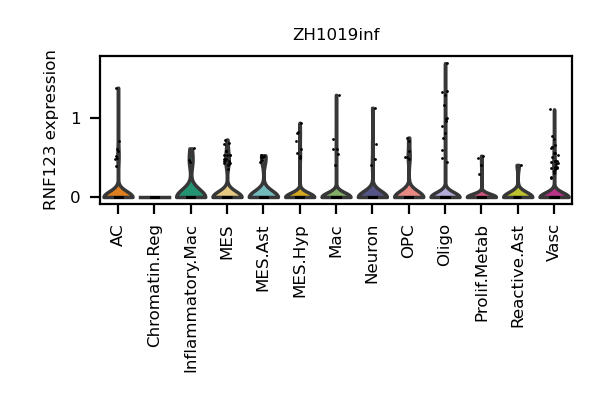 ZH1019inf
RNF123 expression
1
0
AC
Chromatin.Reg
Inflammatory.Mac
MES
MES.Ast
MES.Hyp
Mac
Neuron
OPC
Oligo
Prolif.Metab
Reactive.Ast
Vasc